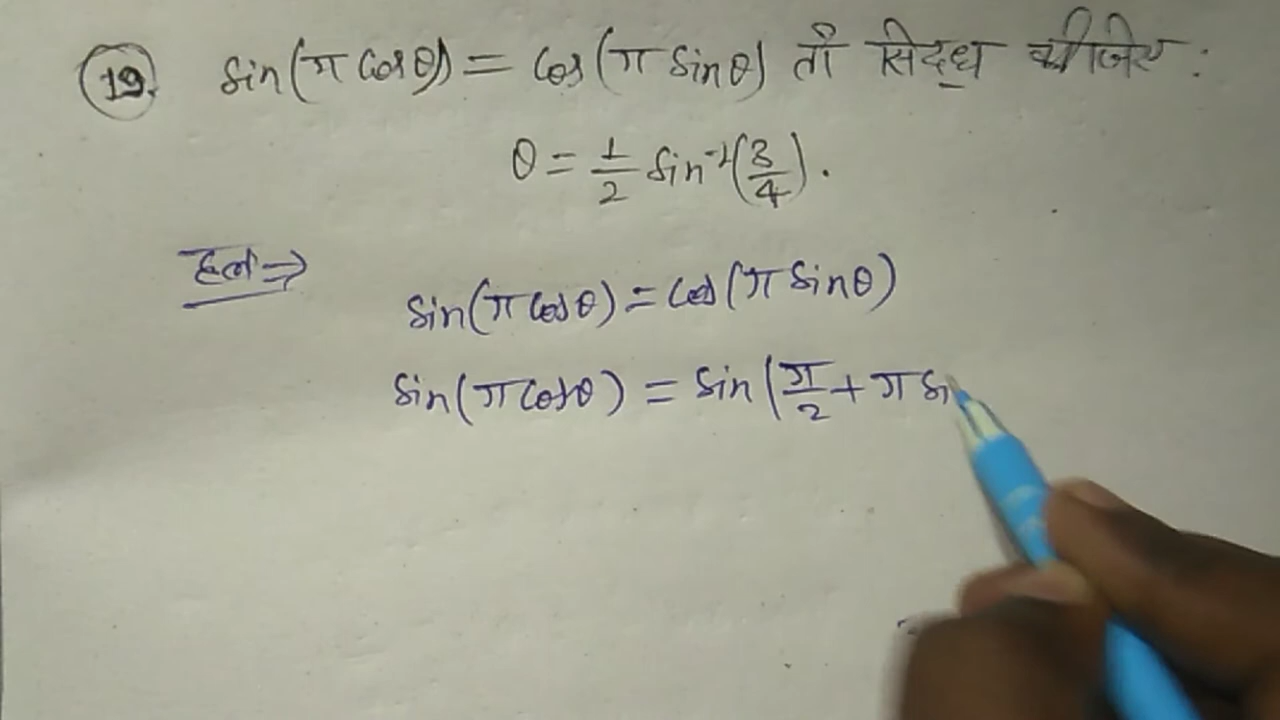 19. sin(π cosθ) = cos(π sinθ) तो सिद्ध कीजिए :
θ = 1/2 sin⁻¹(3/4).
हल⇒
sin(π cosθ) = cos(π sinθ)
sin(π cosθ) = sin(π/2 + π si